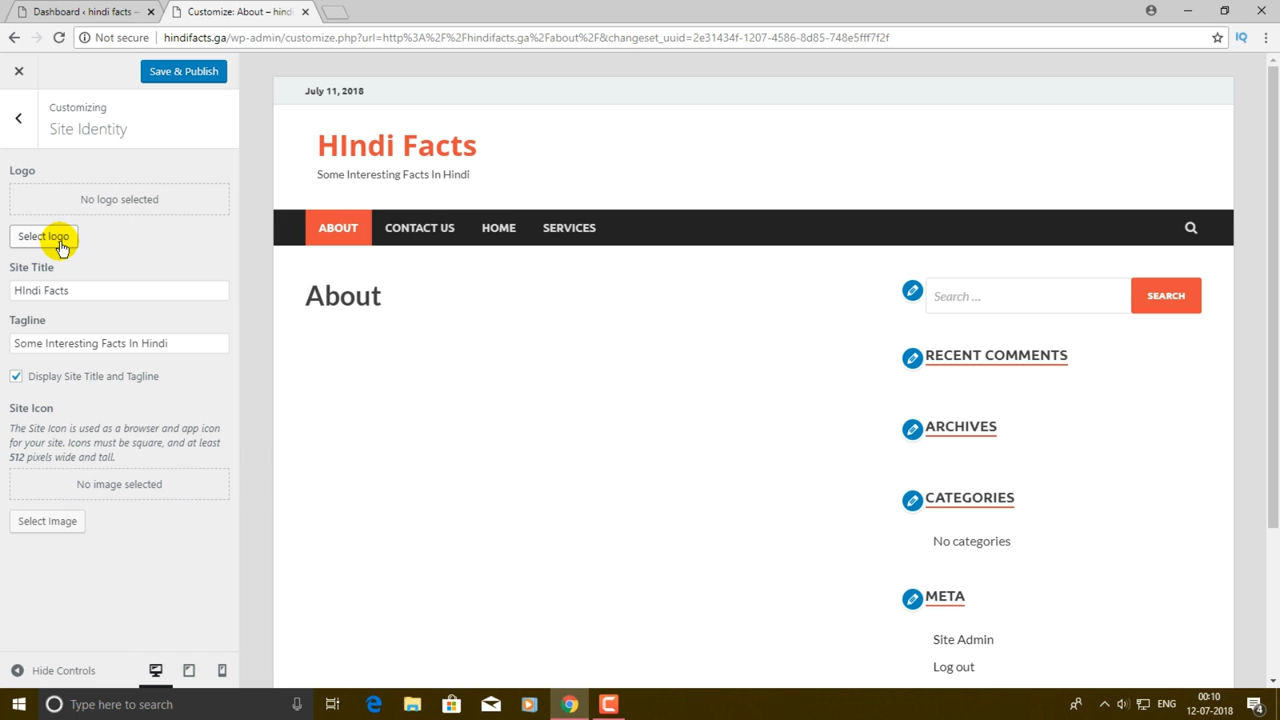 Dashboard ‹ hindi facts –
Customize: About – hindi
Not secure
hindifacts.ga/wp-admin/customize.php?url=http%3A%2F%2Fhindifacts.ga%2Fabout%2F&changeset_uuid=2e31434f-1207-4586-8d85-748e5fff7f2f
Save & Publish
Customizing
Site Identity
Logo
No logo selected
Select logo
Site Title
HIndi Facts
Tagline
Some Interesting Facts In Hindi
Display Site Title and Tagline
Site Icon
The Site Icon is used as a browser and app icon
for your site. Icons must be square, and at least
512 pixels wide and tall.
No image selected
Select Image
Hide Controls
July 11, 2018
HIndi Facts
Some Interesting Facts In Hindi
ABOUT CONTACT US HOME SERVICES
About
Search ...
SEARCH
RECENT COMMENTS
ARCHIVES
CATEGORIES
No categories
META
Site Admin
Log out
Type here to search
ENG
00:10
12-07-2018
4